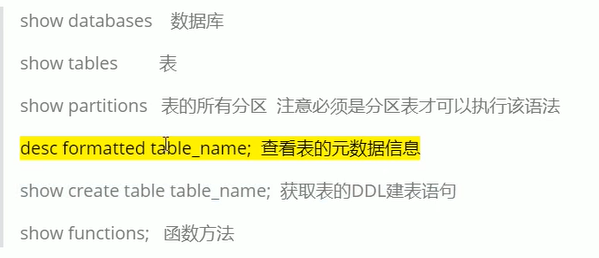 show databases 数据库
show tables 表
show partitions 表的所有分区 注意必须是分区表才可以执行该语法
desc formatted table_name; 查看表的元数据信息
show create table table_name; 获取表的DDL建表语句
show functions; 函数方法